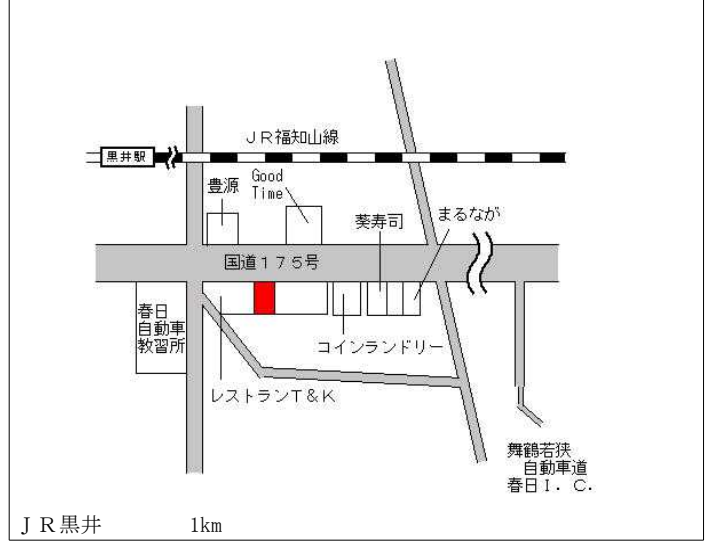 ＪＲ福知山線
黒井駅
Good
Time
豊源
葵寿司
まるなが
国道１７５号
春日
自動車
教習所
コインランドリー
レストランＴ＆Ｋ
舞鶴若狭
自動車道
春日Ｉ．Ｃ．
ＪＲ黒井 1km